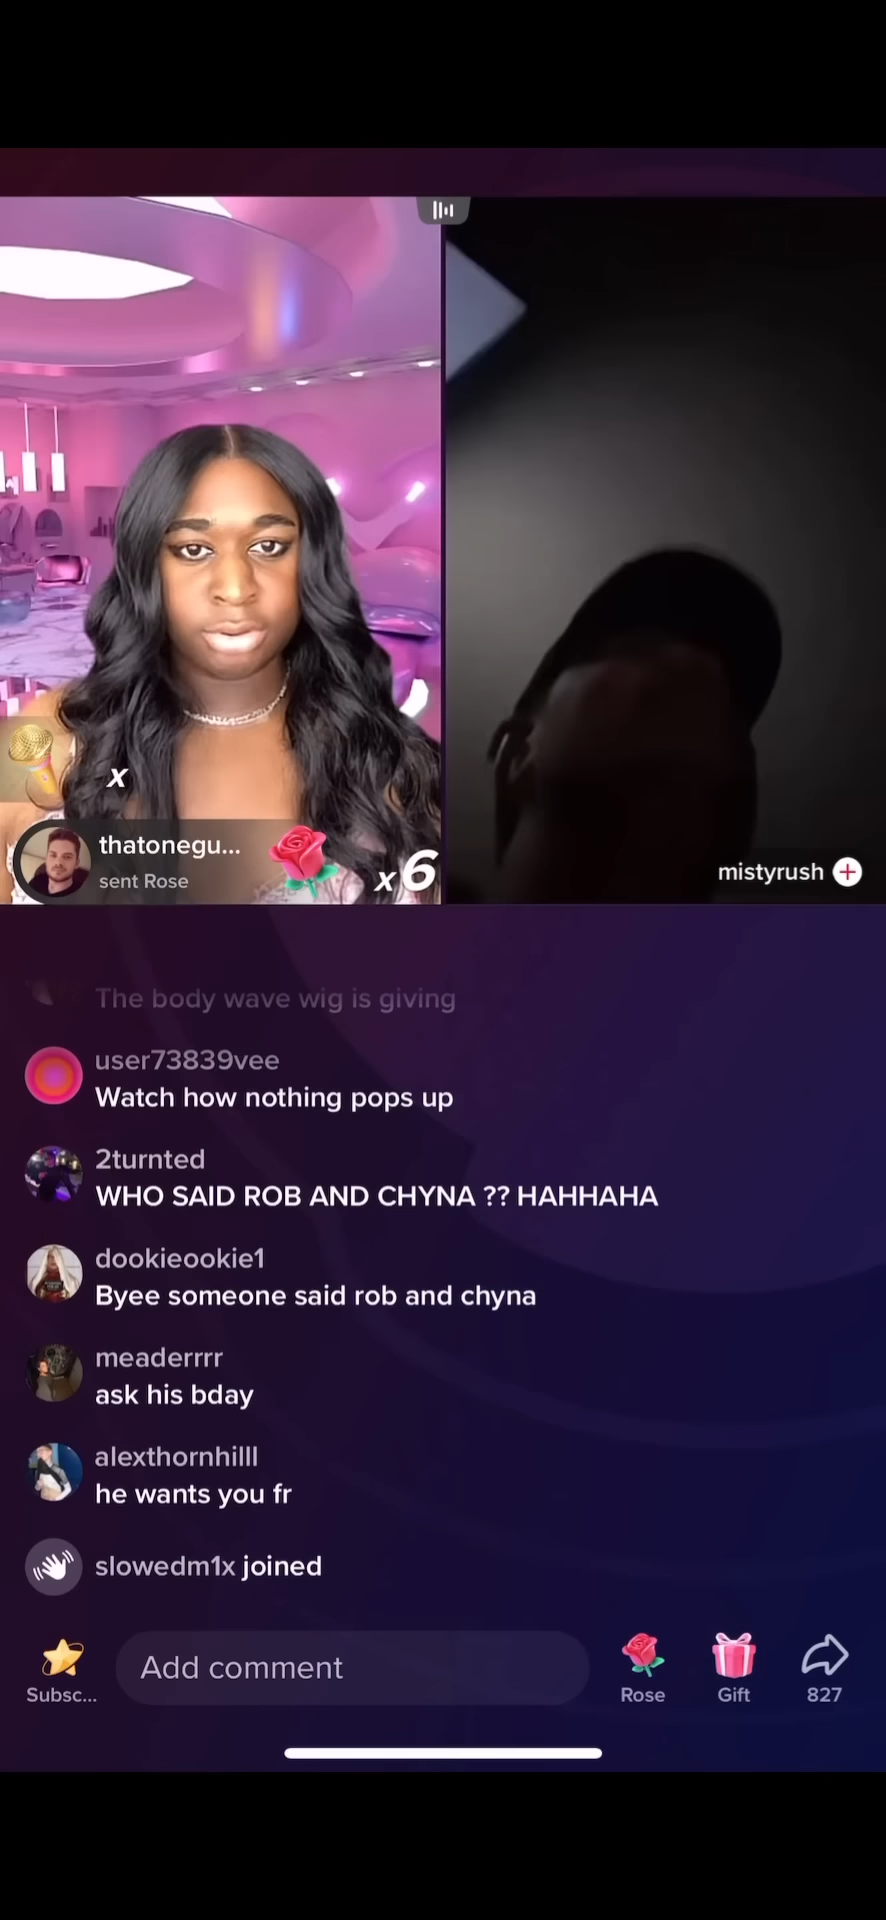 x
thatonegu...
sent Rose
x6
mistyrush
The body wave wig is giving
user73839vee
Watch how nothing pops up
2turnted
WHO SAID ROB AND CHYNA ?? HAHHAHA
dookieookie1
Byee someone said rob and chyna
meaderrrr
ask his bday
alexthornhilll
he wants you fr
slowedm1x joined
Add comment
Subsc...
Rose
Gift
827